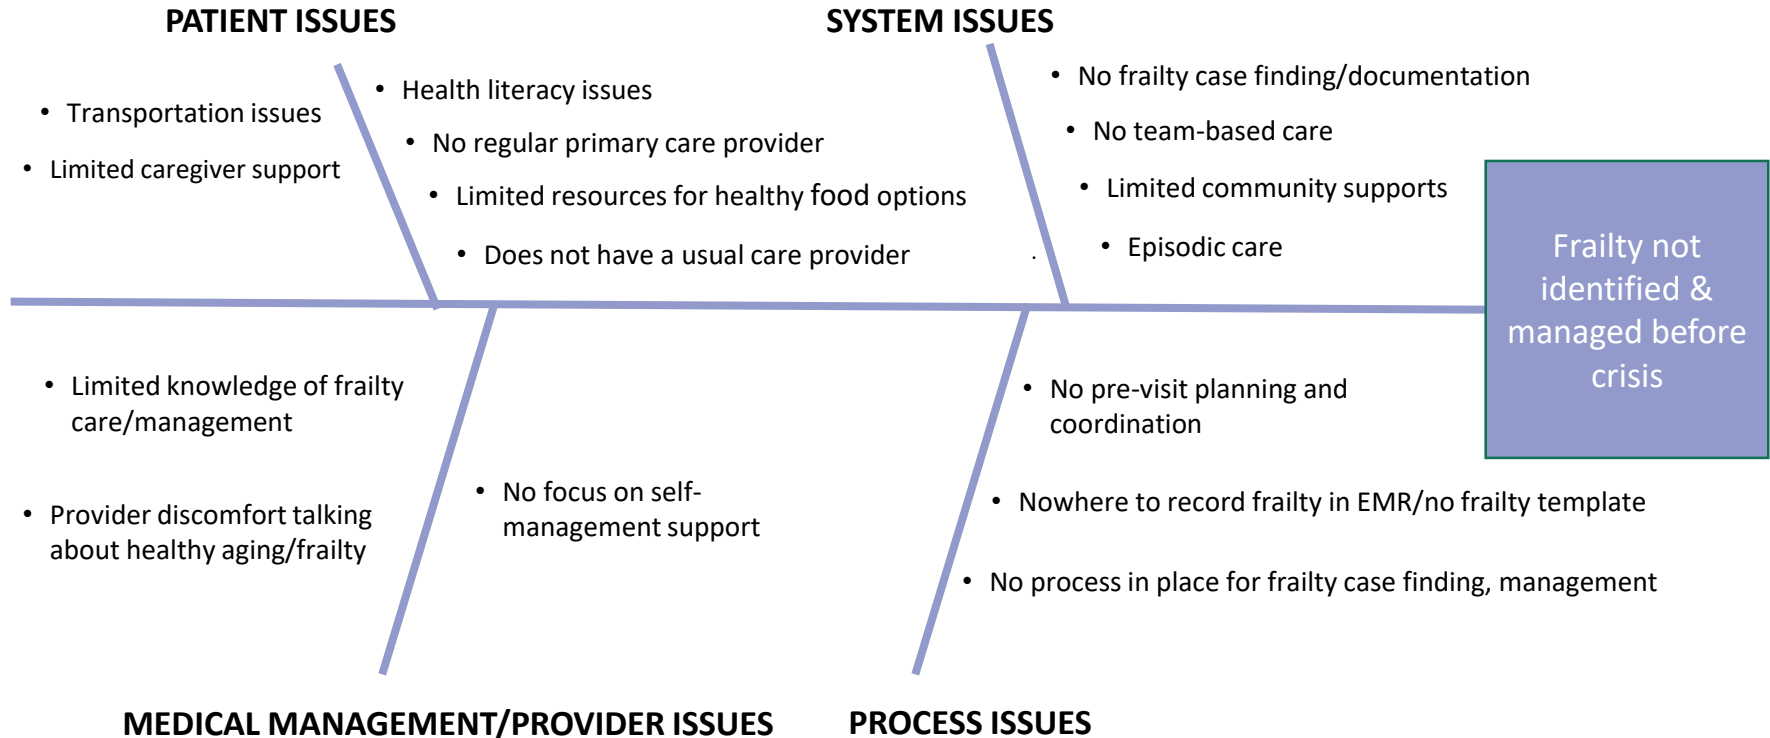 PATIENT ISSUES
• Transportation issues
• Limited caregiver support
• Health literacy issues
• No regular primary care provider
• Limited resources for healthy food options
• Does not have a usual care provider
SYSTEM ISSUES
.
• No frailty case finding/documentation
• No team-based care
• Limited community supports
• Episodic care
Frailty not
identified &
managed before
crisis
• Limited knowledge of frailty
care/management
• Provider discomfort talking
about healthy aging/frailty
• No focus on self-
management support
MEDICAL MANAGEMENT/PROVIDER ISSUES
• No pre-visit planning and
coordination
• Nowhere to record frailty in EMR/no frailty template
• No process in place for frailty case finding, management
PROCESS ISSUES